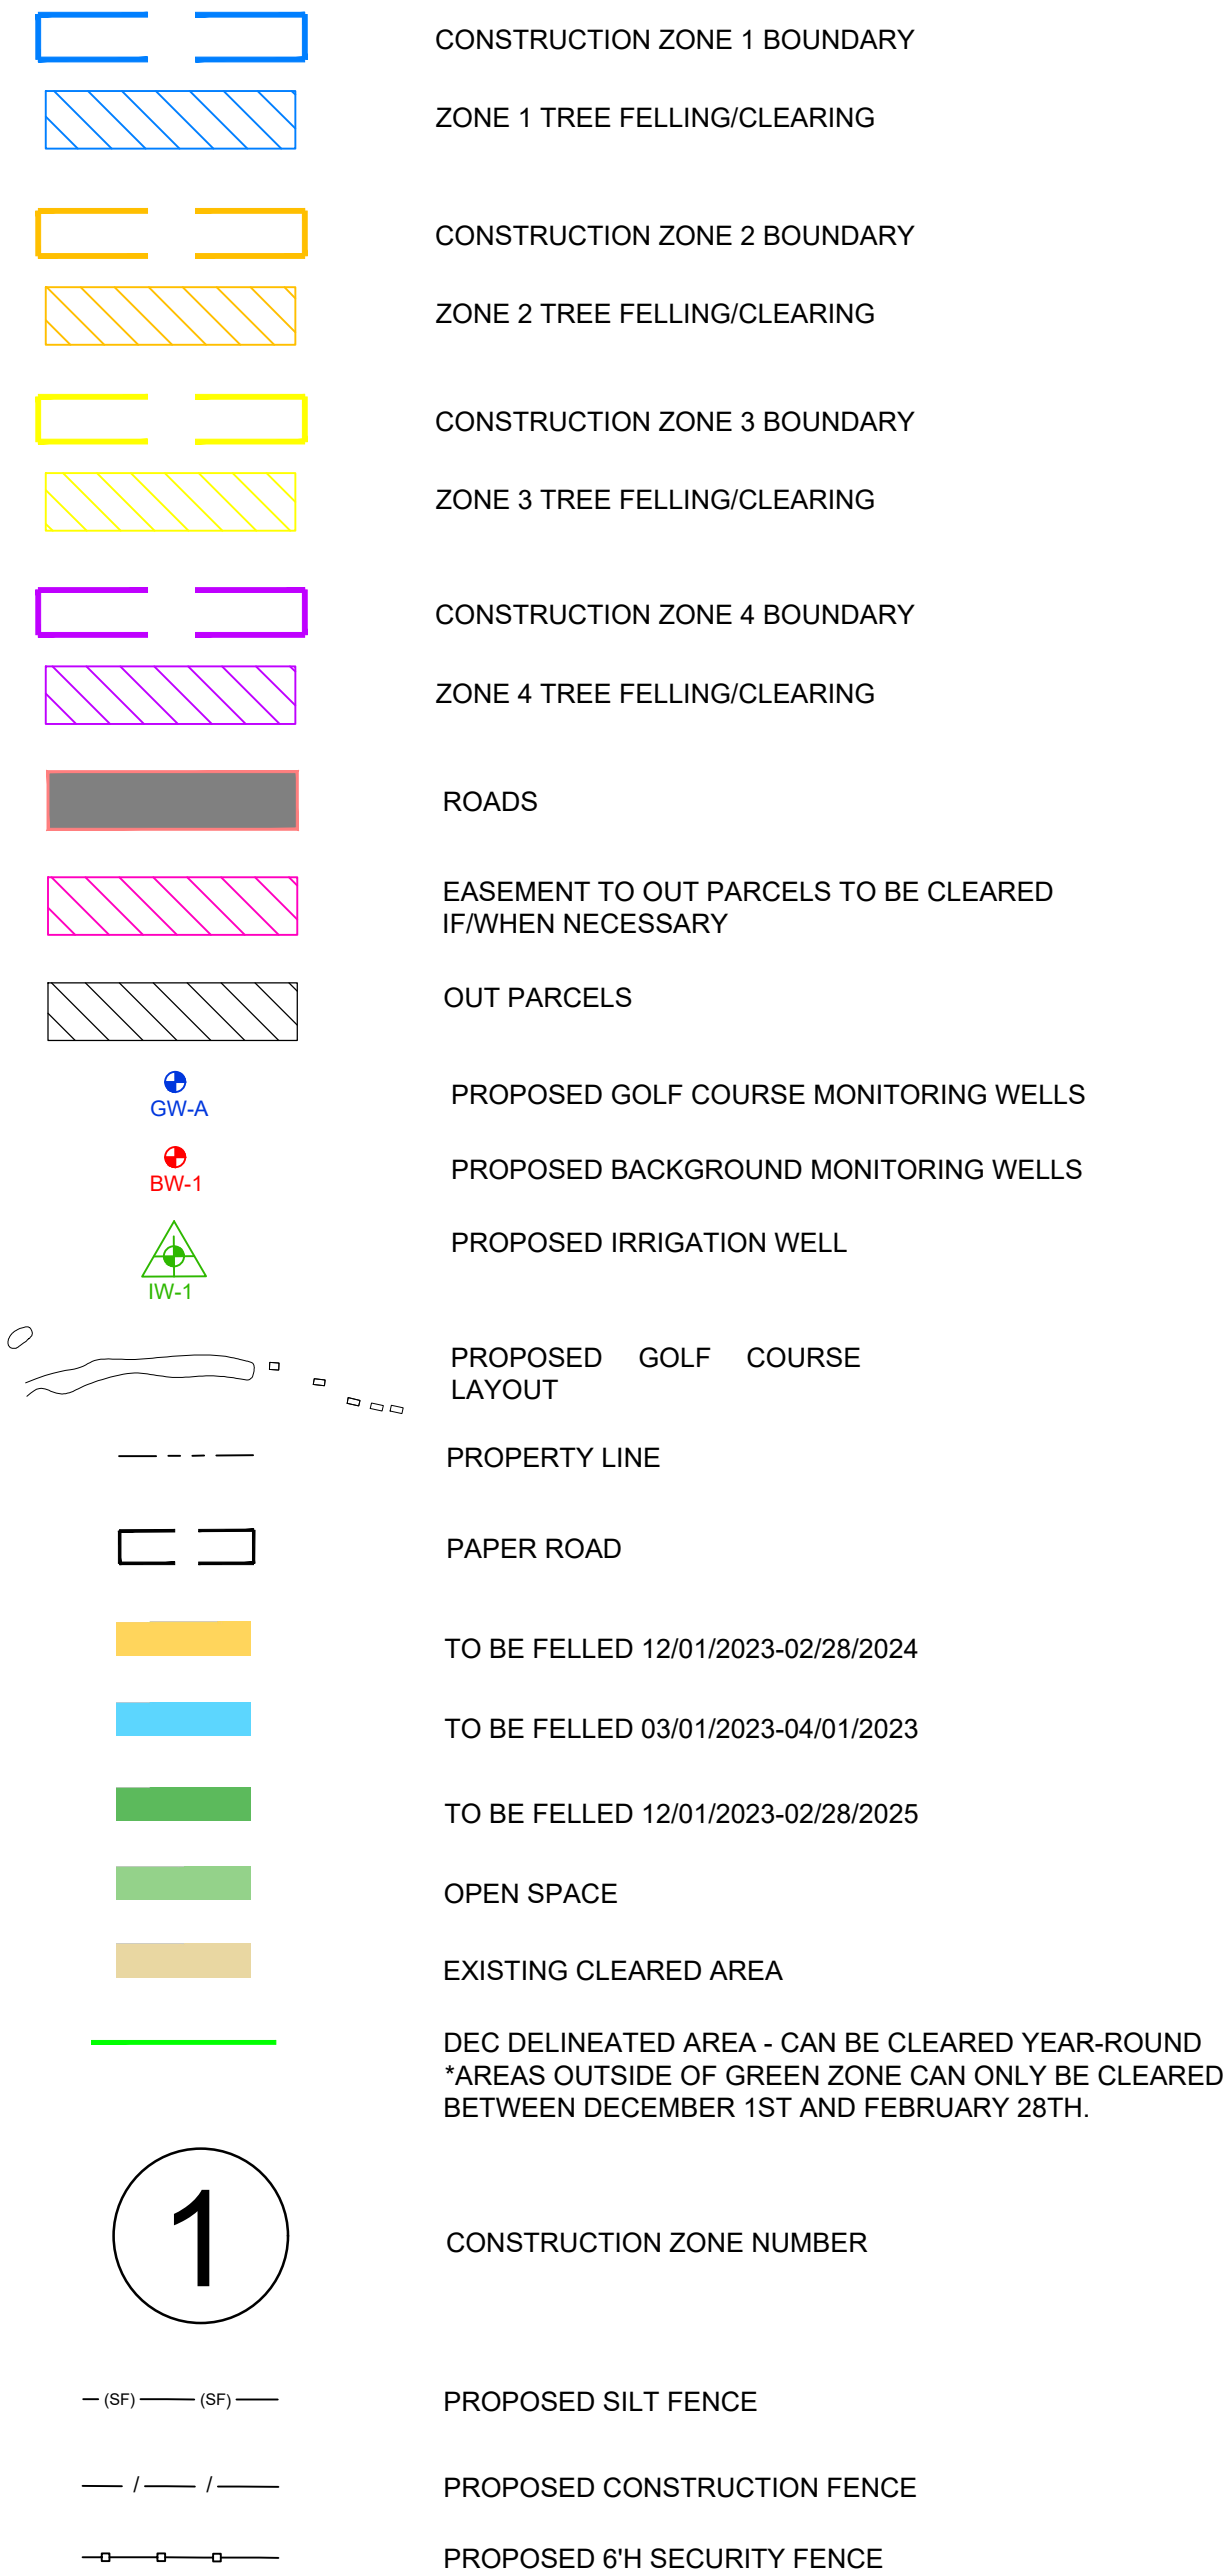 CONSTRUCTION ZONE 1 BOUNDARY
ZONE 1 TREE FELLING/CLEARING
CONSTRUCTION ZONE 2 BOUNDARY
ZONE 2 TREE FELLING/CLEARING
CONSTRUCTION ZONE 3 BOUNDARY
ZONE 3 TREE FELLING/CLEARING
CONSTRUCTION ZONE 4 BOUNDARY
ZONE 4 TREE FELLING/CLEARING
ROADS
EASEMENT TO OUT PARCELS TO BE CLEARED
IF/WHEN NECESSARY
OUT PARCELS
GW-A
PROPOSED GOLF COURSE MONITORING WELLS
BW-1
PROPOSED BACKGROUND MONITORING WELLS
IW-1
PROPOSED IRRIGATION WELL
PROPOSED GOLF COURSE
LAYOUT
PROPERTY LINE
PAPER ROAD
TO BE FELLED 12/01/2023-02/28/2024
TO BE FELLED 03/01/2023-04/01/2023
TO BE FELLED 12/01/2023-02/28/2025
OPEN SPACE
EXISTING CLEARED AREA
DEC DELINEATED AREA - CAN BE CLEARED YEAR-ROUND
*AREAS OUTSIDE OF GREEN ZONE CAN ONLY BE CLEARED
BETWEEN DECEMBER 1ST AND FEBRUARY 28TH.
1
CONSTRUCTION ZONE NUMBER
(SF) (SF)
PROPOSED SILT FENCE
/ /
PROPOSED CONSTRUCTION FENCE
PROPOSED 6'H SECURITY FENCE